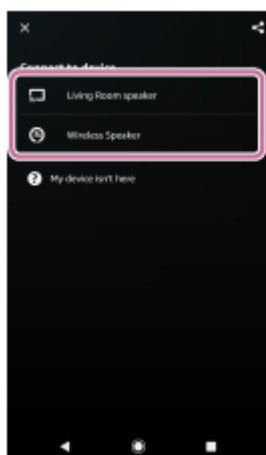 Connect to device
Living Room speaker
Wireless Speaker
My device isn't here